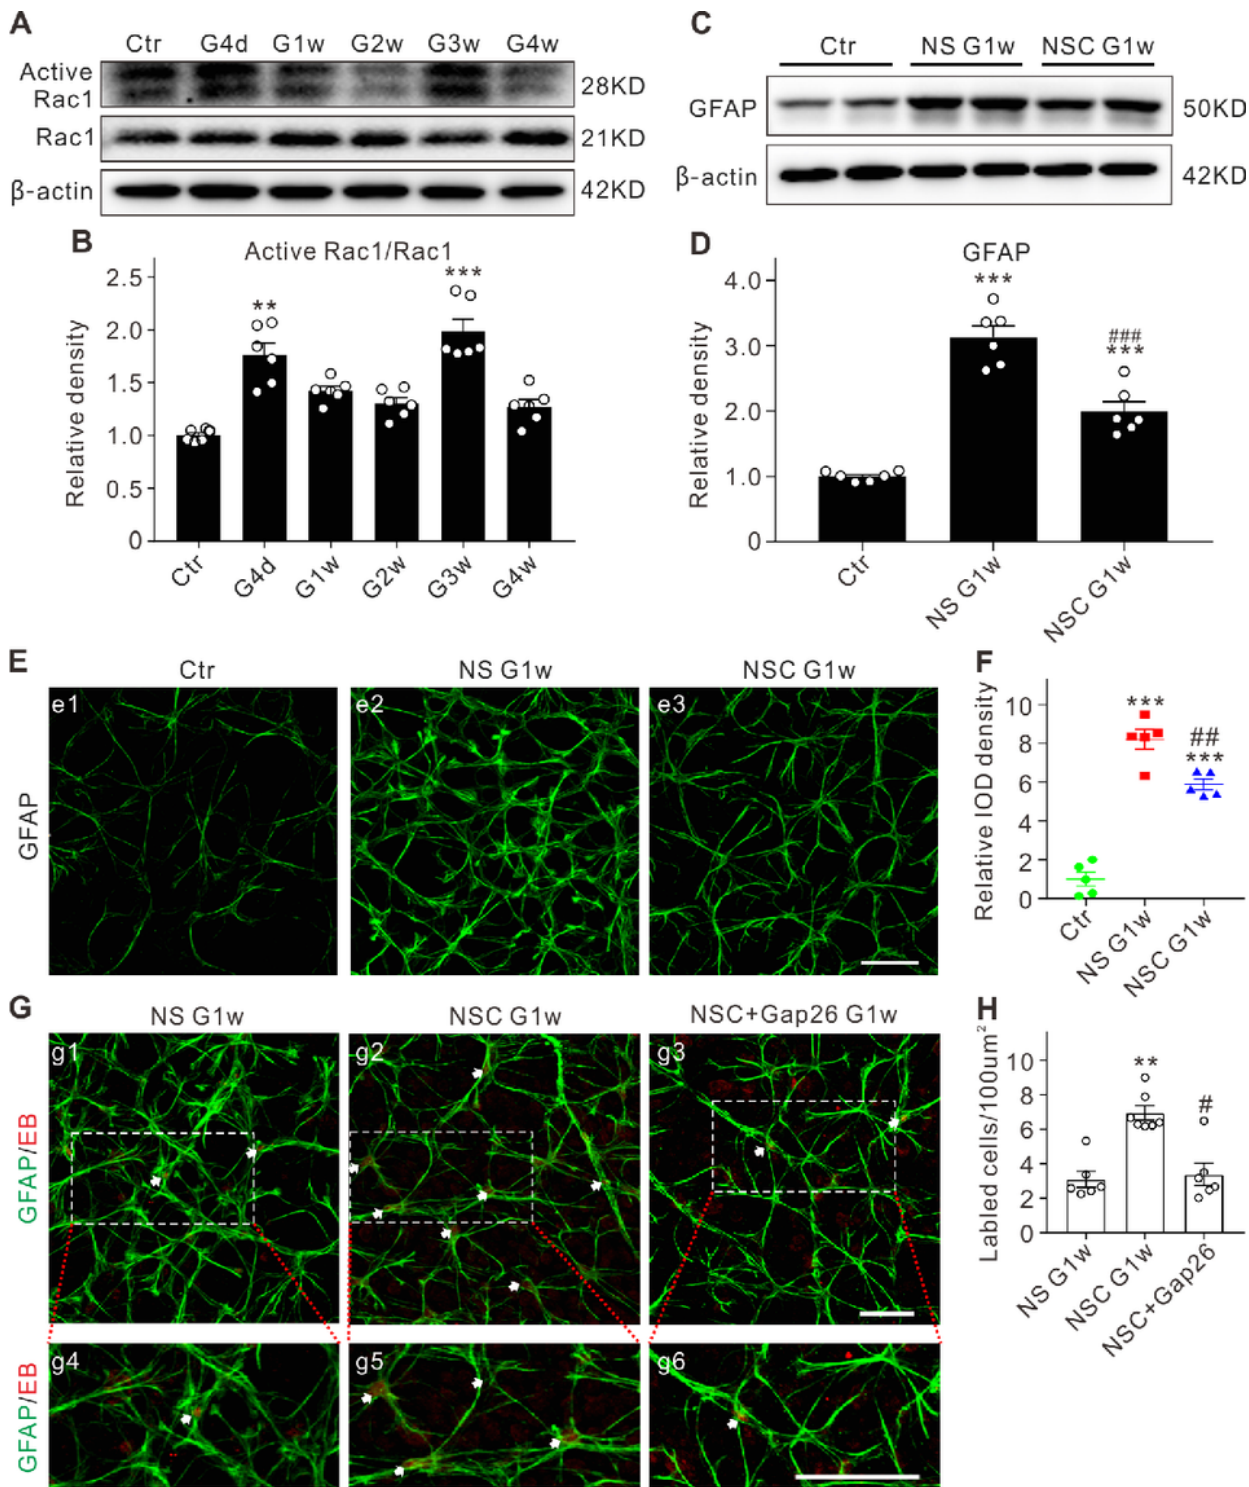 A
Ctr G4d G1w G2w G3w G4w
Active
Rac1
28KD
Rac1
21KD
β-actin
42KD
B
Active Rac1/Rac1
Relative density
2.5
2.0
1.5
1.0
0.5
0
**
***
Ctr
G4d
G1w
G2w
G3w
G4w
C
Ctr NS G1w NSC G1w
GFAP
50KD
β-actin
42KD
D
GFAP
Relative density
4.0
3.0
2.0
1.0
0
***
###
***
Ctr
NS G1w
NSC G1w
E
Ctr NS G1w NSC G1w
GFAP
e1 e2 e3
F
Relative IOD density
10
8
6
4
2
0
***
##
***
Ctr
NS G1w
NSC G1w
G
NS G1w NSC G1w NSC+Gap26 G1w
GFAP/EB
g1 g2 g3
GFAP/EB
g4 g5 g6
H
Labled cells/100um²
10
8
6
4
2
0
**
#
NS G1w
NSC G1w
NSC+Gap26